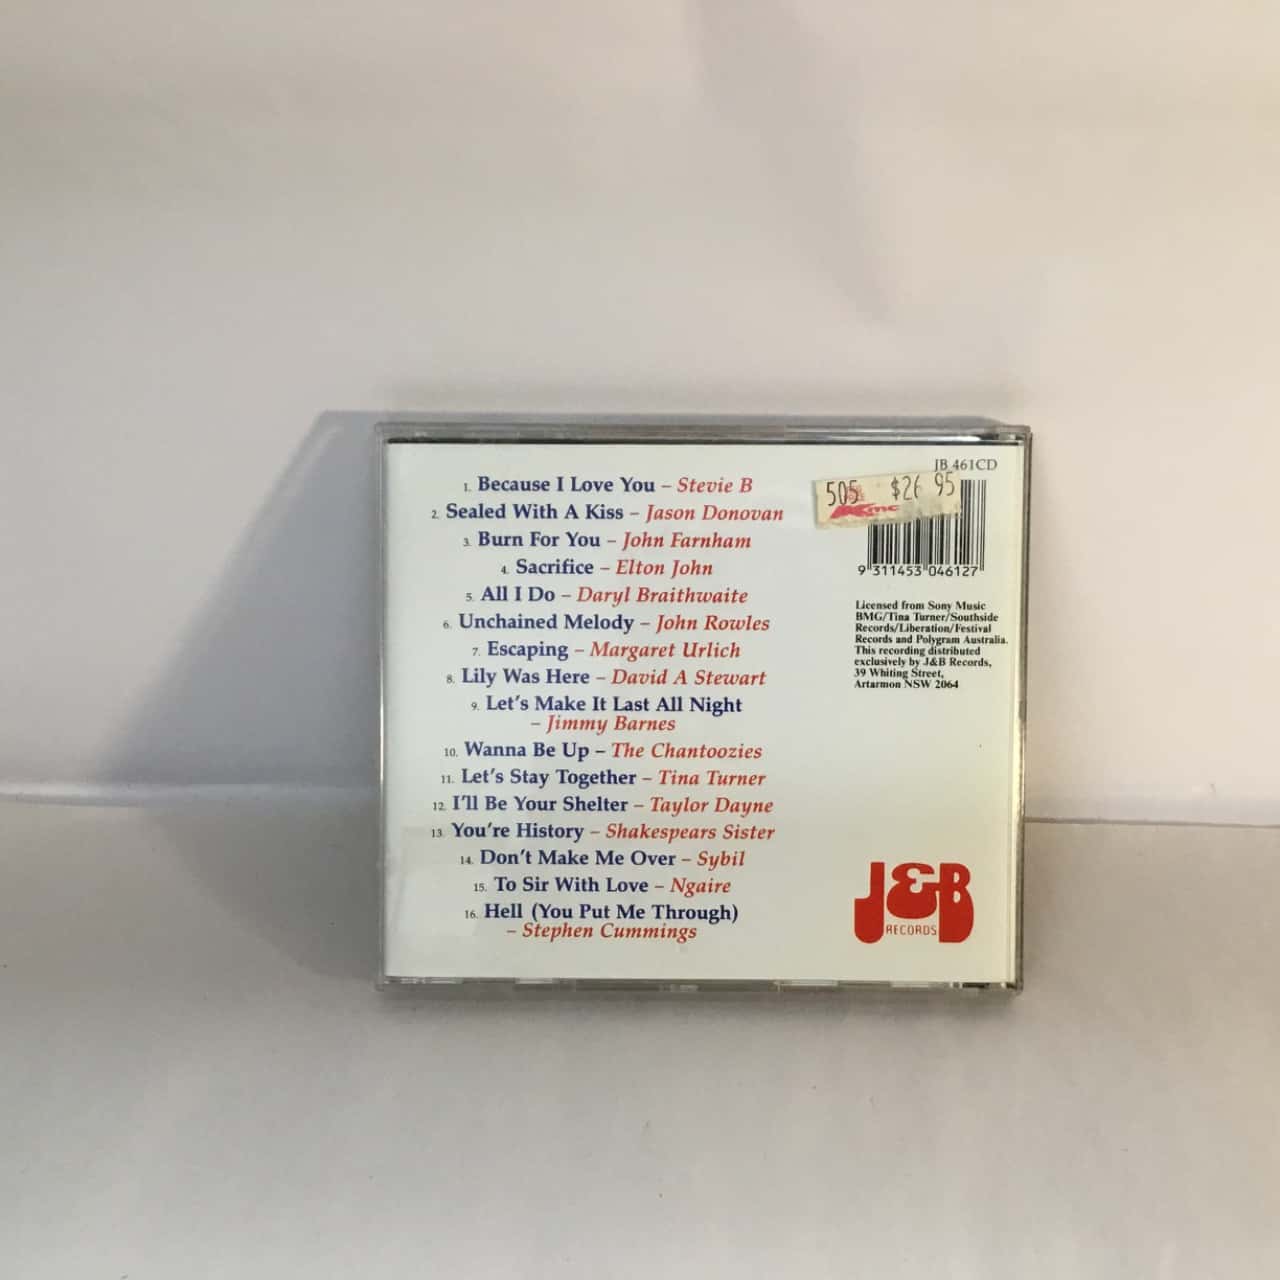 1. Because I Love You – Stevie B
2. Sealed With A Kiss – Jason Donovan
3. Burn For You – John Farnham
4. Sacrifice – Elton John
5. All I Do – Daryl Braithwaite
6. Unchained Melody – John Rowles
7. Escaping – Margaret Urlich
8. Lily Was Here – David A Stewart
9. Let's Make It Last All Night
– Jimmy Barnes
10. Wanna Be Up – The Chantoozies
11. Let's Stay Together – Tina Turner
12. I'll Be Your Shelter – Taylor Dayne
13. You're History – Shakespears Sister
14. Don't Make Me Over – Sybil
15. To Sir With Love – Ngaire
16. Hell (You Put Me Through)
– Stephen Cummings
JB 461CD
505 $26 95
9 311453 046127
Licensed from Sony Music
BMG/Tina Turner/Southside
Records/Liberation/Festival
Records and Polygram Australia.
This recording distributed
exclusively by J&B Records,
39 Whiting Street,
Artarmon NSW 2064
J&B
RECORDS